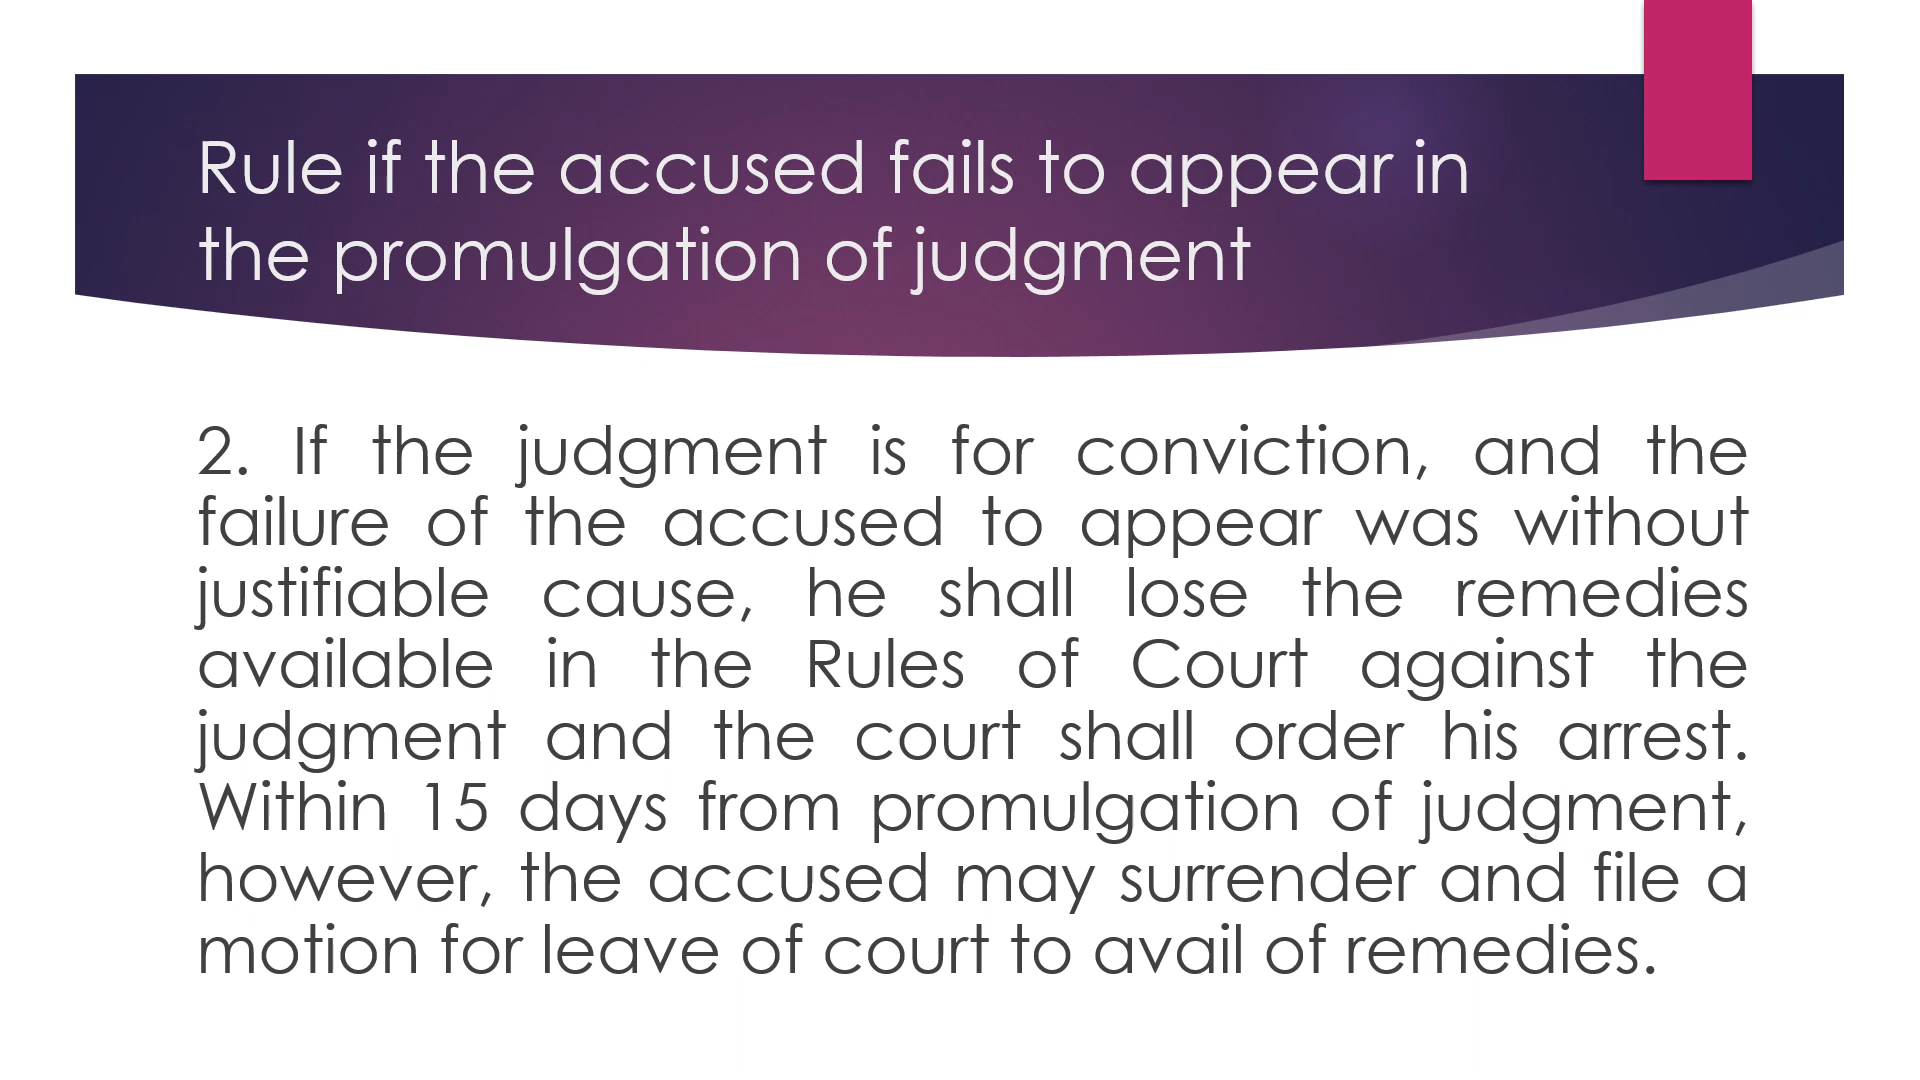 Rule if the accused fails to appear in
the promulgation of judgment
2. If the judgment is for conviction, and the
failure of the accused to appear was without
justifiable cause, he shall lose the remedies
available in the Rules of Court against the
judgment and the court shall order his arrest.
Within 15 days from promulgation of judgment,
however, the accused may surrender and file a
motion for leave of court to avail of remedies.